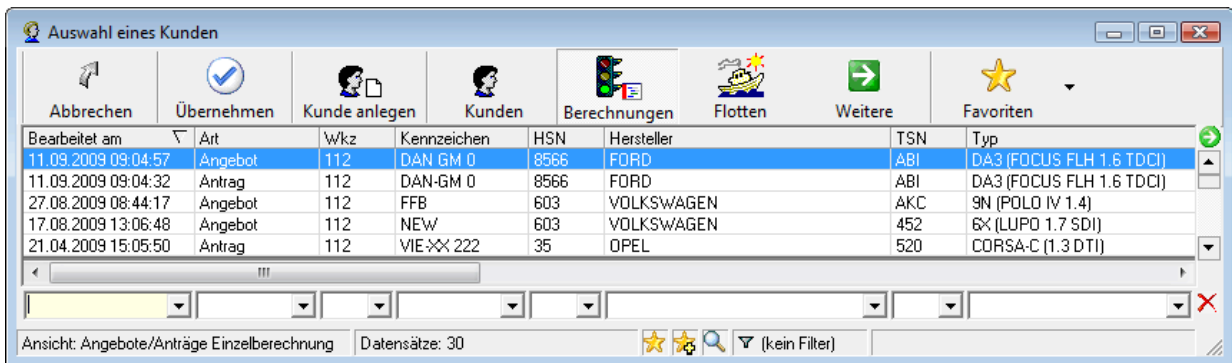 Auswahl eines Kunden
Abbrechen Übernehmen Kunde anlegen Kunden Berechnungen Flotten Weitere Favoriten
Bearbeitet am Art Wkz Kennzeichen HSN Hersteller TSN Typ
11.09.2009 09:04:57 Angebot 112 DAN GM 0 8566 FORD ABI DA3 (FOCUS FLH 1.6 TDCI)
11.09.2009 09:04:32 Antrag 112 DAN-GM 0 8566 FORD ABI DA3 (FOCUS FLH 1.6 TDCI)
27.08.2009 08:44:17 Angebot 112 FFB 603 VOLKSWAGEN AKC 9N (POLO IV 1.4)
17.08.2009 13:06:48 Angebot 112 NEW 603 VOLKSWAGEN 452 6X (LUPO 1.7 SDI)
21.04.2009 15:05:50 Antrag 112 VIE-XX 222 35 OPEL 520 CORSA-C (1.3 DTI)
Ansicht: Angebote/Anträge Einzelberechnung Datensätze: 30 (kein Filter)